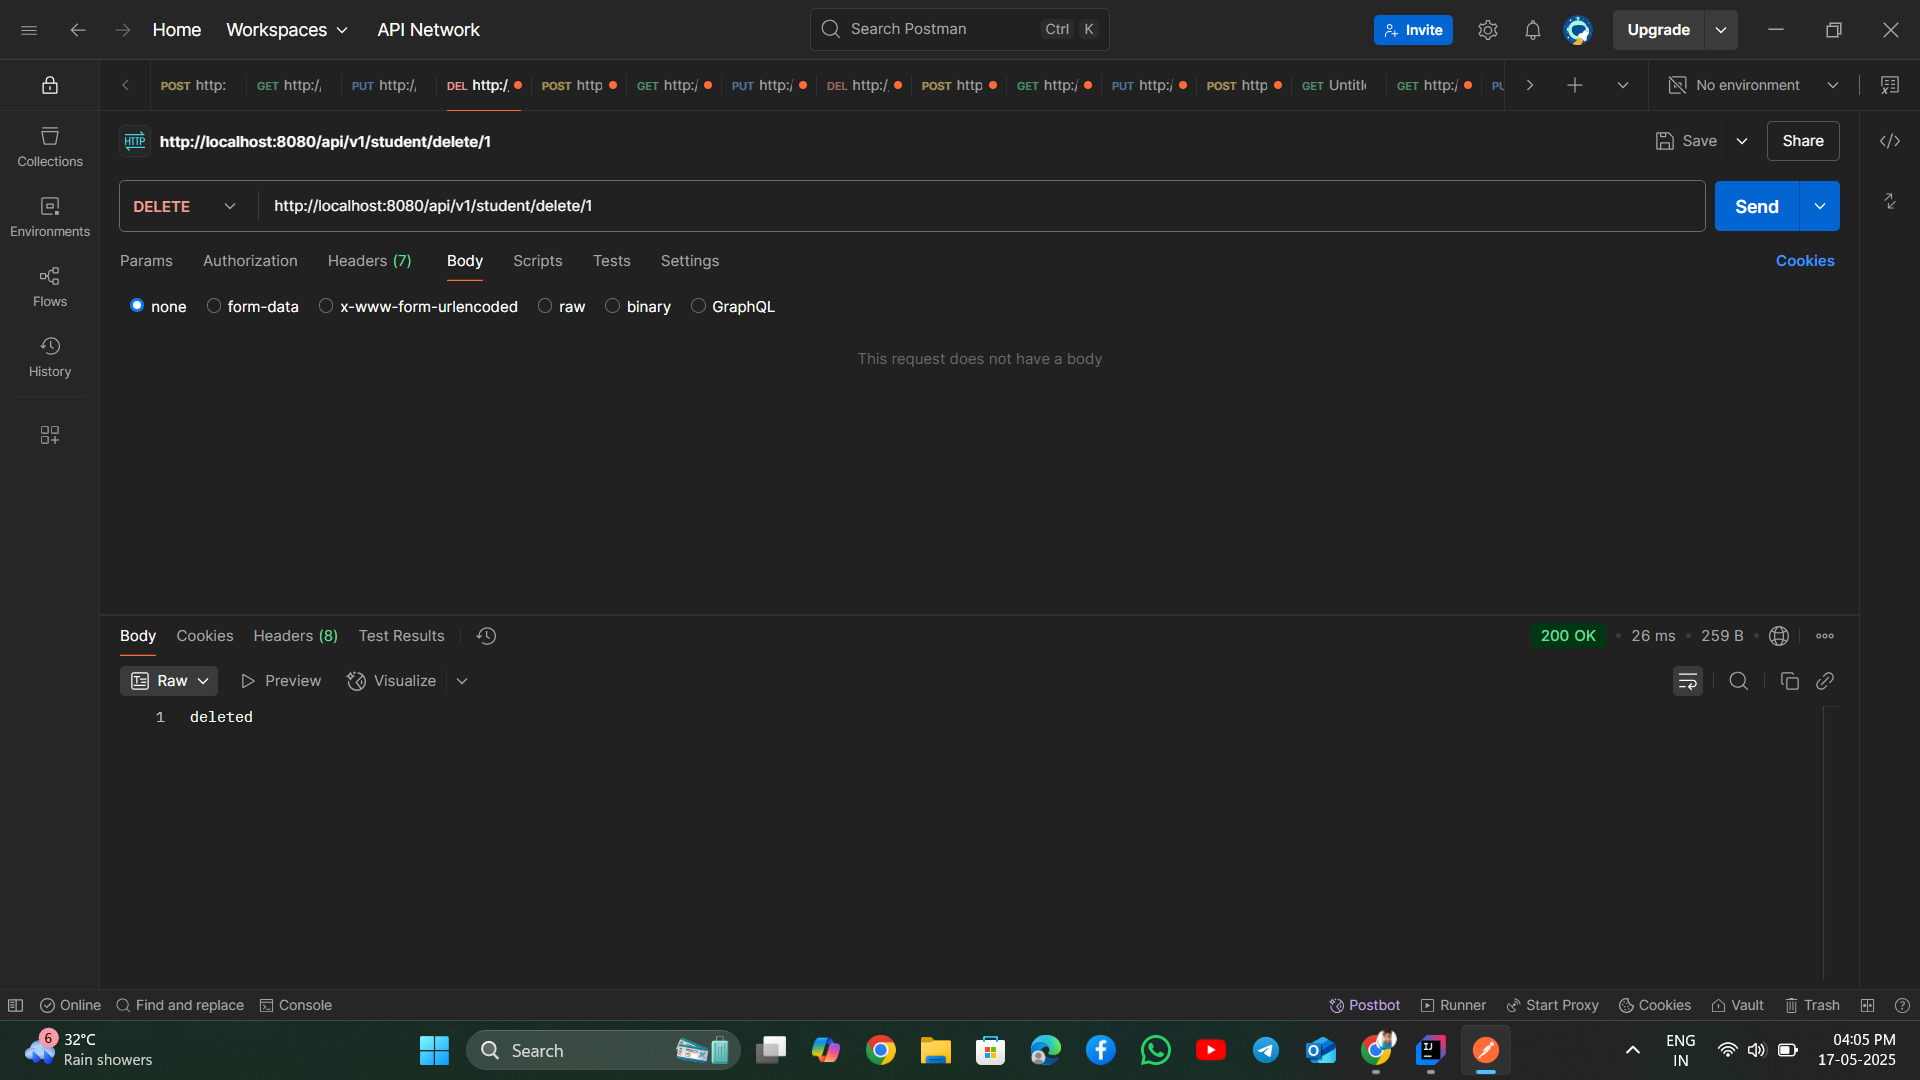 Home Workspaces API Network Search Postman Ctrl K Invite Upgrade
POST http: GET http:/, PUT http:/, DEL http:/. POST http GET http:/ PUT http:/ DEL http:/ POST http GET http:/ PUT http:/ POST http GET Untitl GET http:/ PU No environment
Collections
Environments
Flows
History
HTTP http://localhost:8080/api/v1/student/delete/1 Save Share
DELETE http://localhost:8080/api/v1/student/delete/1 Send
Params Authorization Headers (7) Body Scripts Tests Settings Cookies
none form-data x-www-form-urlencoded raw binary GraphQL
This request does not have a body
Body Cookies Headers (8) Test Results 200 OK • 26 ms • 259 B •
Raw Preview Visualize
1 deleted
Online Find and replace Console Postbot Runner Start Proxy Cookies Vault Trash
6 32°C
Rain showers
Search
ENG
IN
04:05 PM
17-05-2025